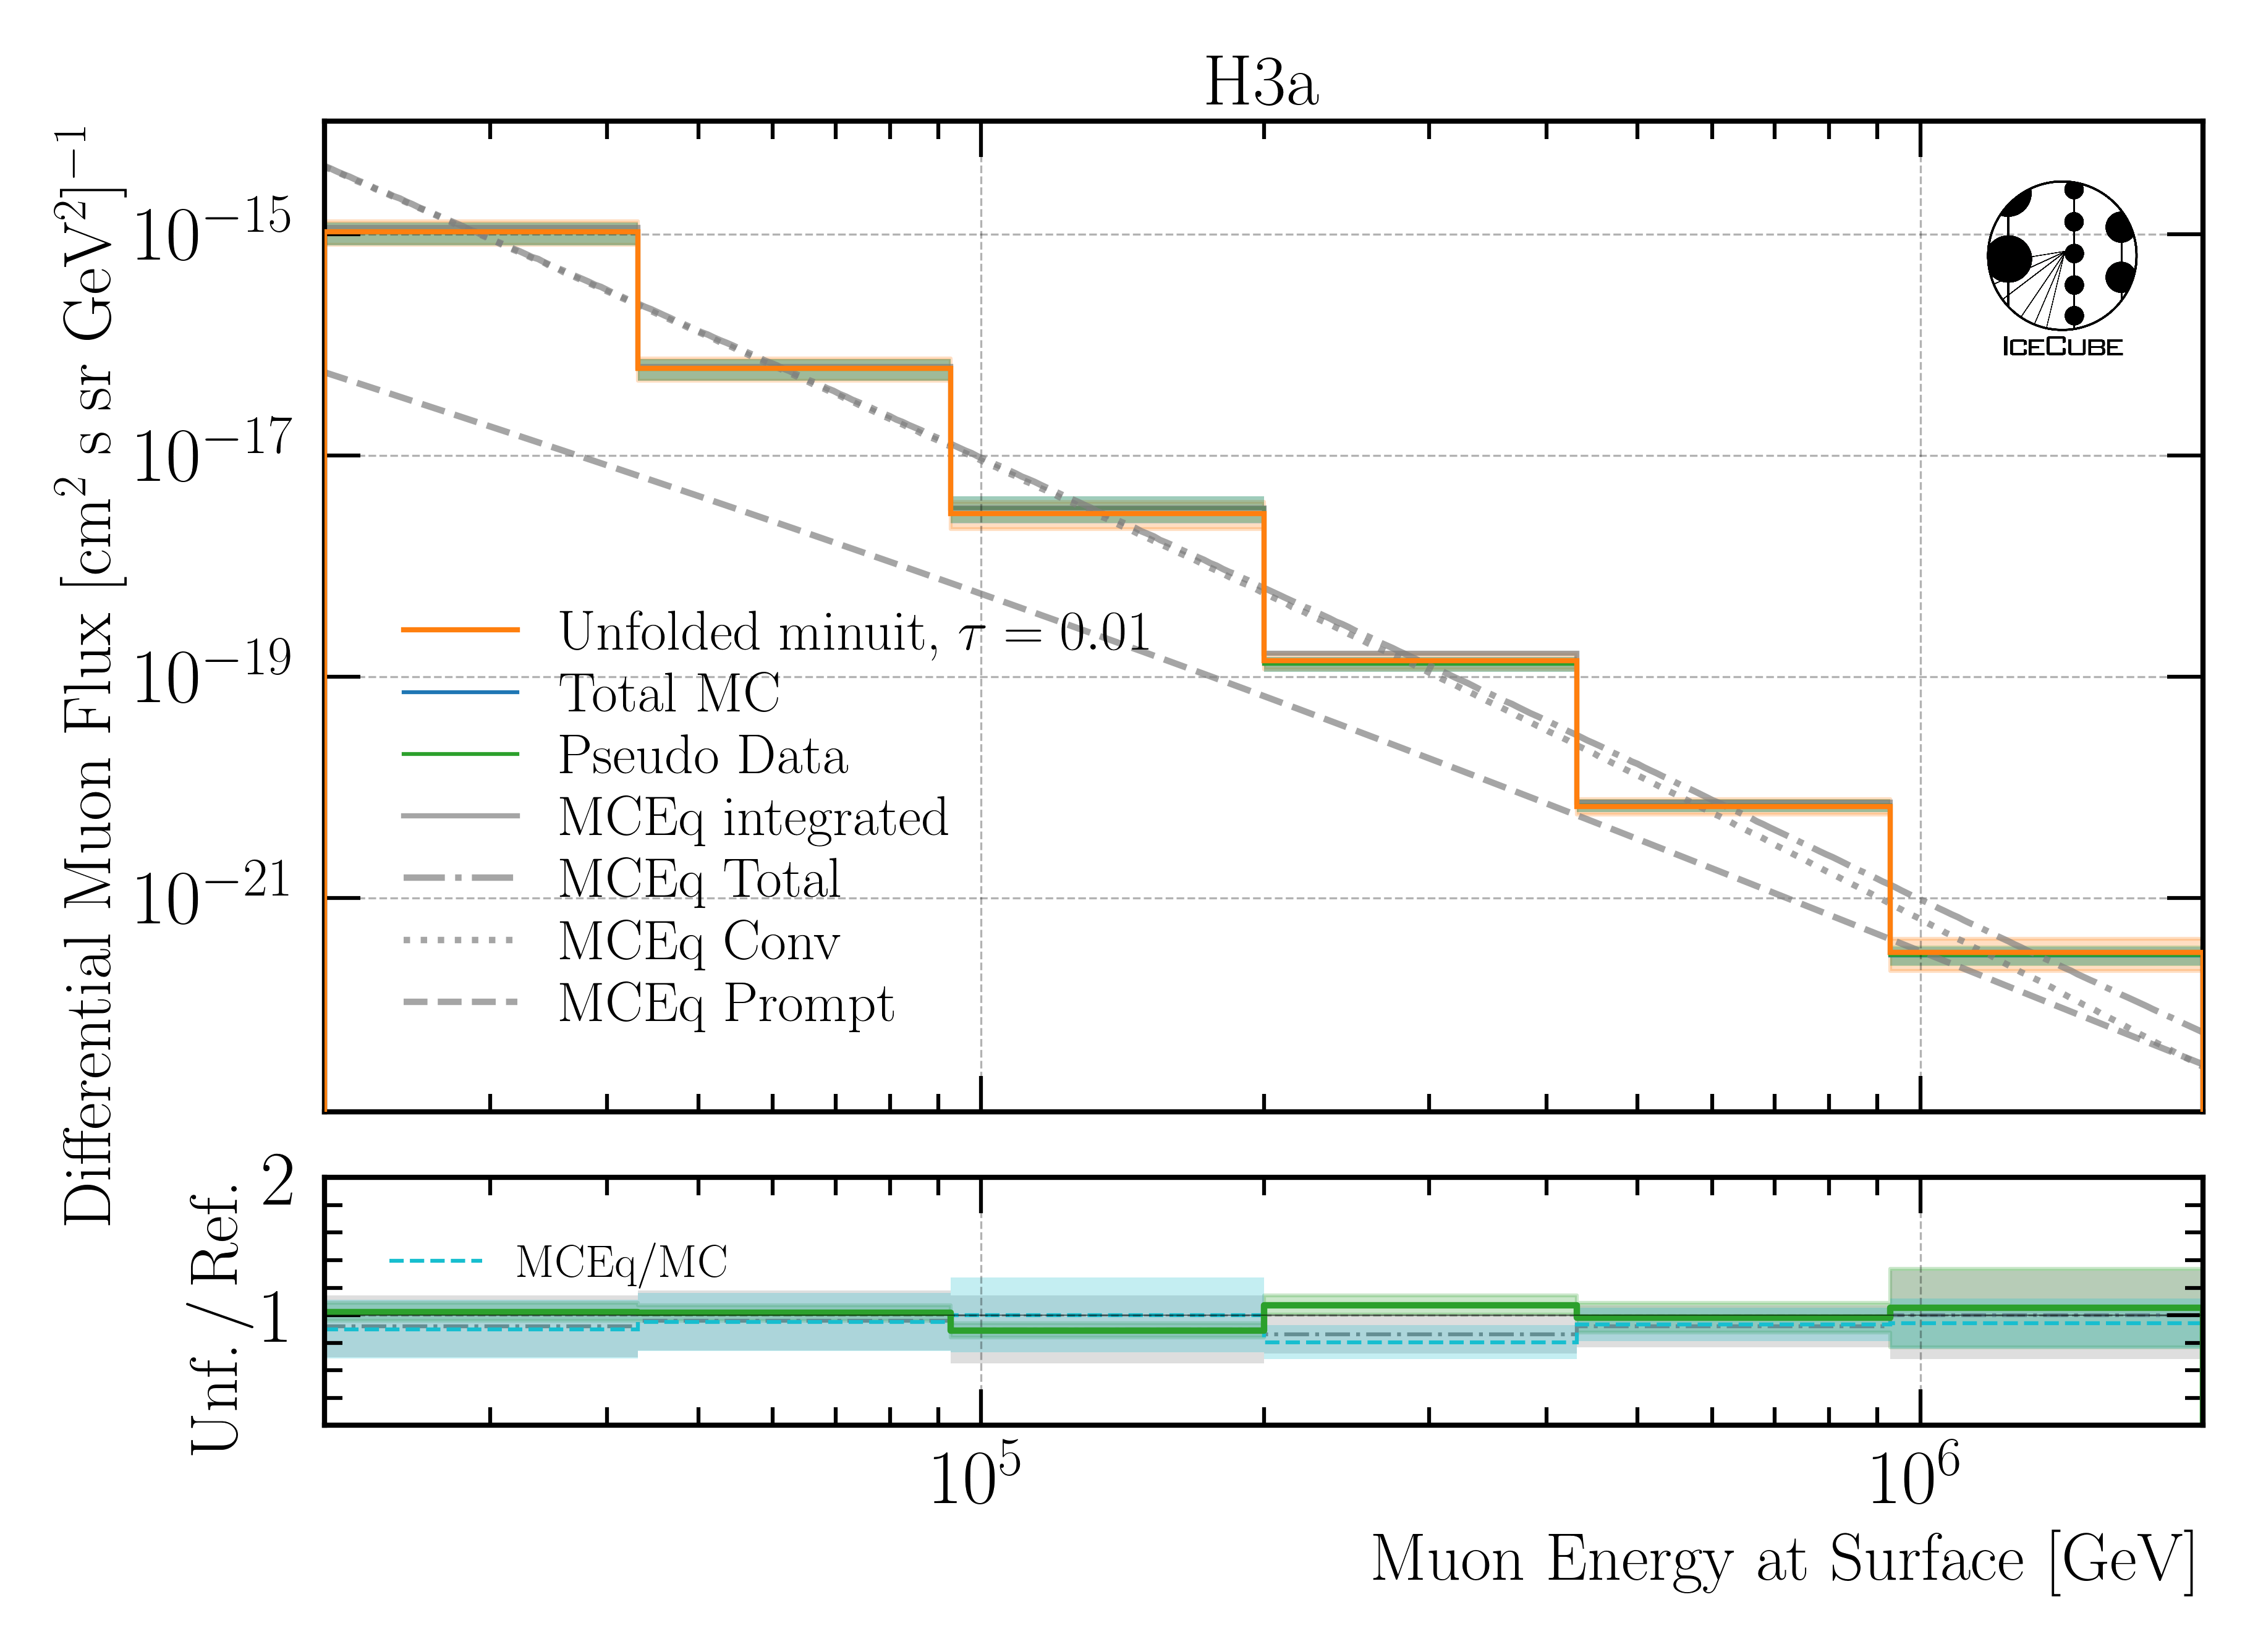 H3a
Differential Muon Flux [cm² s sr GeV²]⁻¹
10⁻¹⁵
10⁻¹⁷
10⁻¹⁹
10⁻²¹
ICECUBE
Unfolded minuit, τ = 0.01
Total MC
Pseudo Data
MCEq integrated
MCEq Total
MCEq Conv
MCEq Prompt
Unf. / Ref.
2
1
MCEq/MC
10⁵
10⁶
Muon Energy at Surface [GeV]